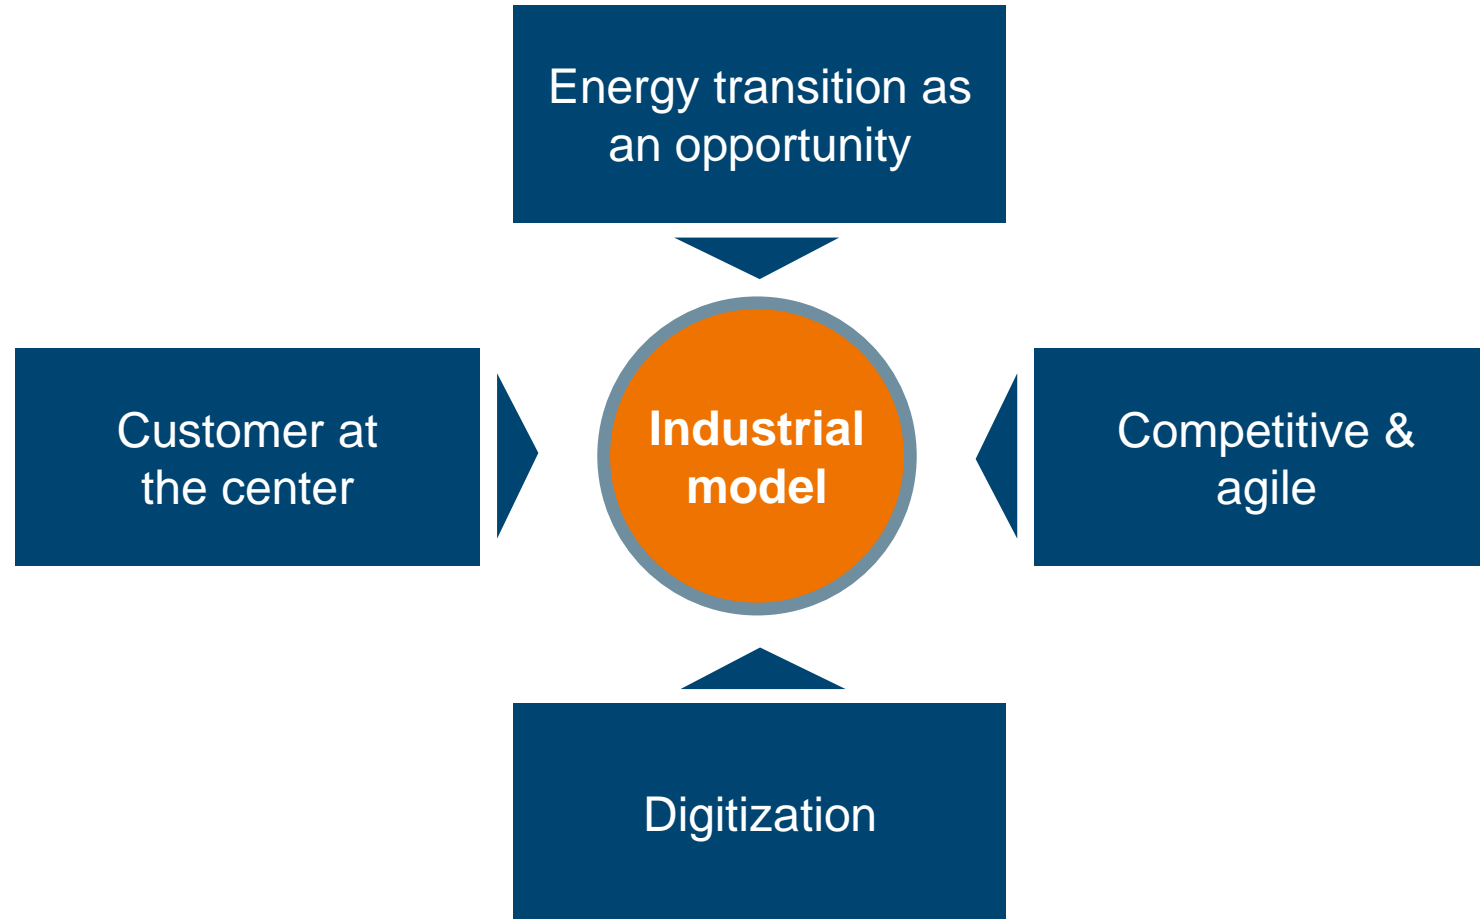 Energy transition as
an opportunity
Customer at
the center
Industrial
model
Competitive &
agile
Digitization